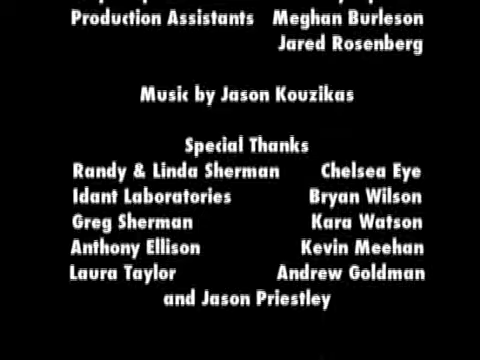 Production Assistants Meghan Burleson
Jared Rosenberg
Music by Jason Kouzikas
Special Thanks
Randy & Linda Sherman Chelsea Eye
Idant Laboratories Bryan Wilson
Greg Sherman Kara Watson
Anthony Ellison Kevin Meehan
Laura Taylor Andrew Goldman
and Jason Priestley